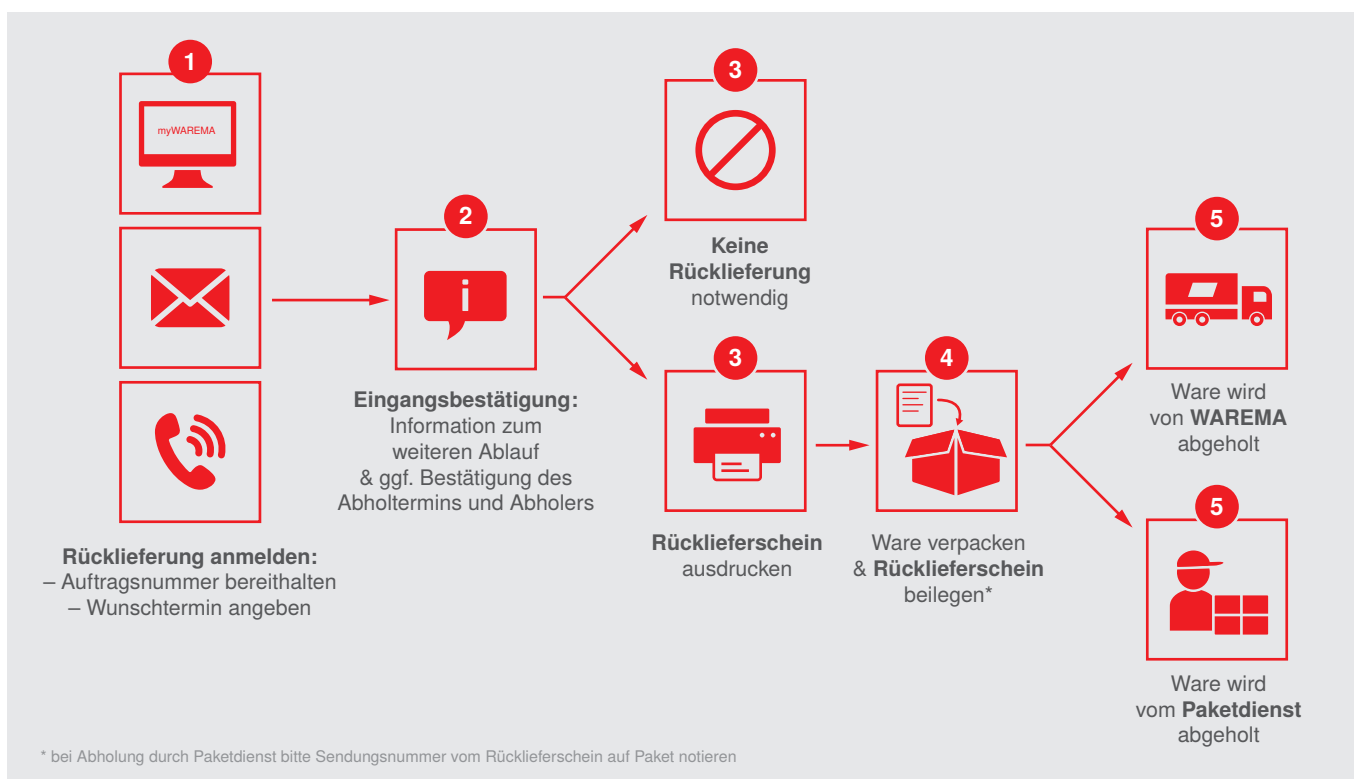 1
myWAREMA
Rücklieferung anmelden:
– Auftragsnummer bereithalten
– Wunschtermin angeben
2
i
Eingangsbestätigung:
Information zum
weiteren Ablauf
& ggf. Bestätigung des
Abholtermins und Abholers
3
Keine
Rücklieferung
notwendig
3
Rücklieferschein
ausdrucken
4
Ware verpacken
& Rücklieferschein
beilegen*
5
Ware wird
von WAREMA
abgeholt
5
Ware wird
vom Paketdienst
abgeholt
* bei Abholung durch Paketdienst bitte Sendungsnummer vom Rücklieferschein auf Paket notieren